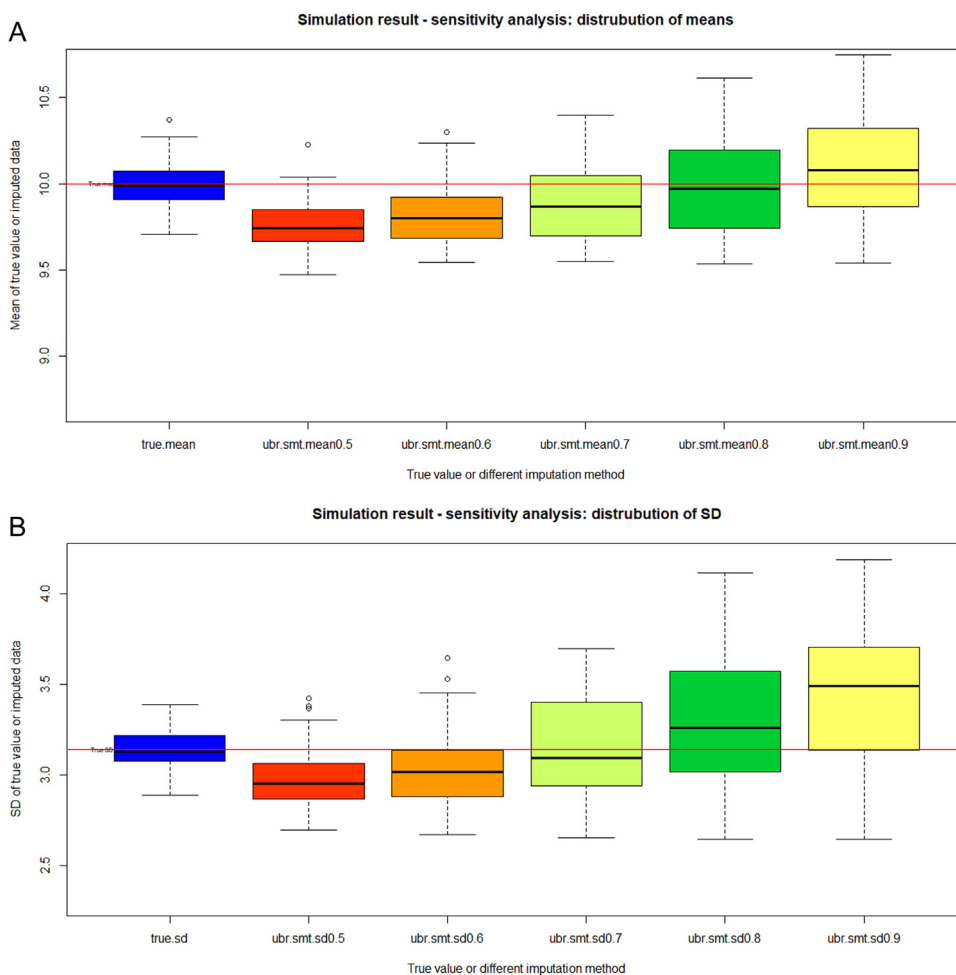 A
Simulation result - sensitivity analysis: distrubution of means
Mean of true value or imputed data
10.5
10.0
9.5
9.0
True mean
true.mean
ubr.smt.mean0.5
ubr.smt.mean0.6
ubr.smt.mean0.7
ubr.smt.mean0.8
ubr.smt.mean0.9
True value or different imputation method
B
Simulation result - sensitivity analysis: distrubution of SD
SD of true value or imputed data
4.0
3.5
3.0
2.5
True SD
true.sd
ubr.smt.sd0.5
ubr.smt.sd0.6
ubr.smt.sd0.7
ubr.smt.sd0.8
ubr.smt.sd0.9
True value or different imputation method